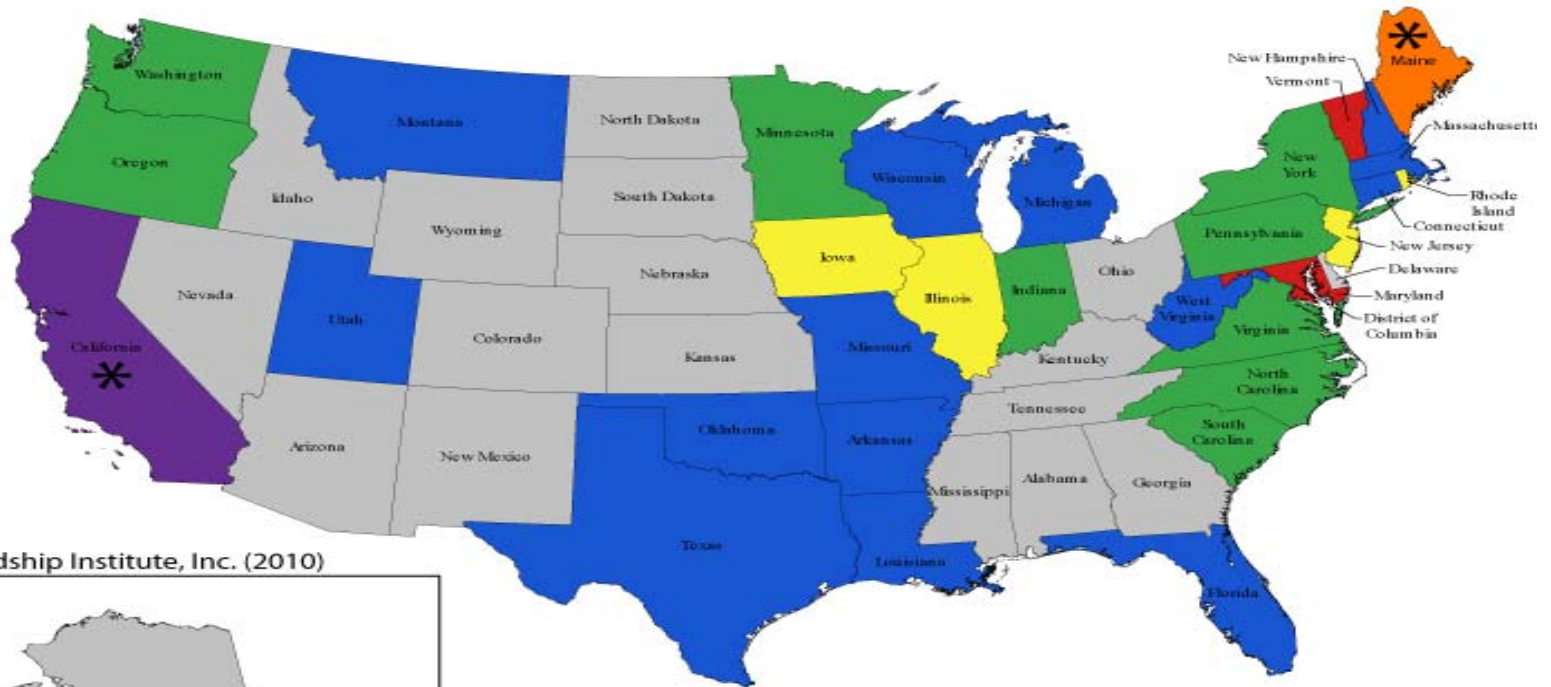 New Hampshire
Vermont
Maine
Washington
Montana
North Dakota
Minnesota
Massachusett
Oregon
Idaho
South Dakota
Wisconsin
Michigan
New
York
Rhode
Island
Connecticut
Wyoming
Pennsylvania
New Jersey
Nebraska
Iowa
Ohio
Delaware
Nevada
Illinois
Indiana
Maryland
Utah
West
Virginia
District of
Columbia
California
Colorado
Kansas
Missouri
Kentucky
Virginia
North
Carolina
Tennessee
South
Carolina
Arizona
New Mexico
Oklahoma
Arkansas
Mississippi
Alabama
Georgia
Texas
Louisiana
Florida
dship Institute, Inc. (2010)